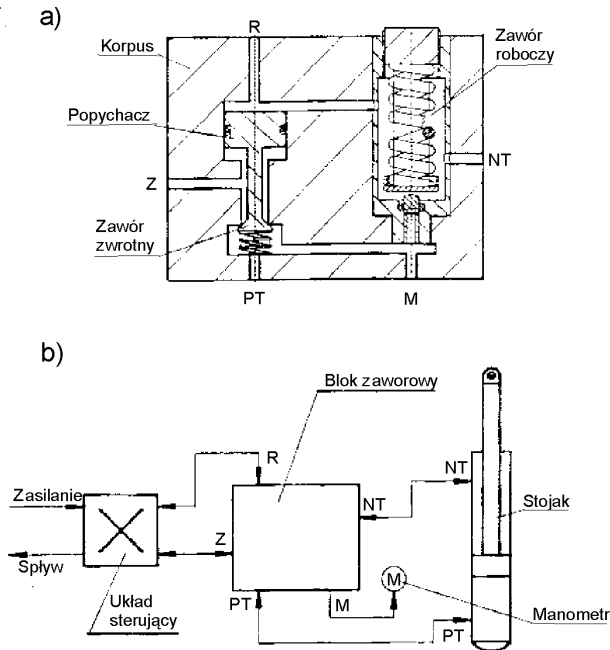 a)
R
Korpus
Zawór
roboczy
Popychacz
NT
Z
Zawór
zwrotny
PT
M
b)
Blok zaworowy
R
NT
NT
Zasilanie
Stojak
Z
Spływ
M
Układ
sterujący
PT
M
Manometr
PT